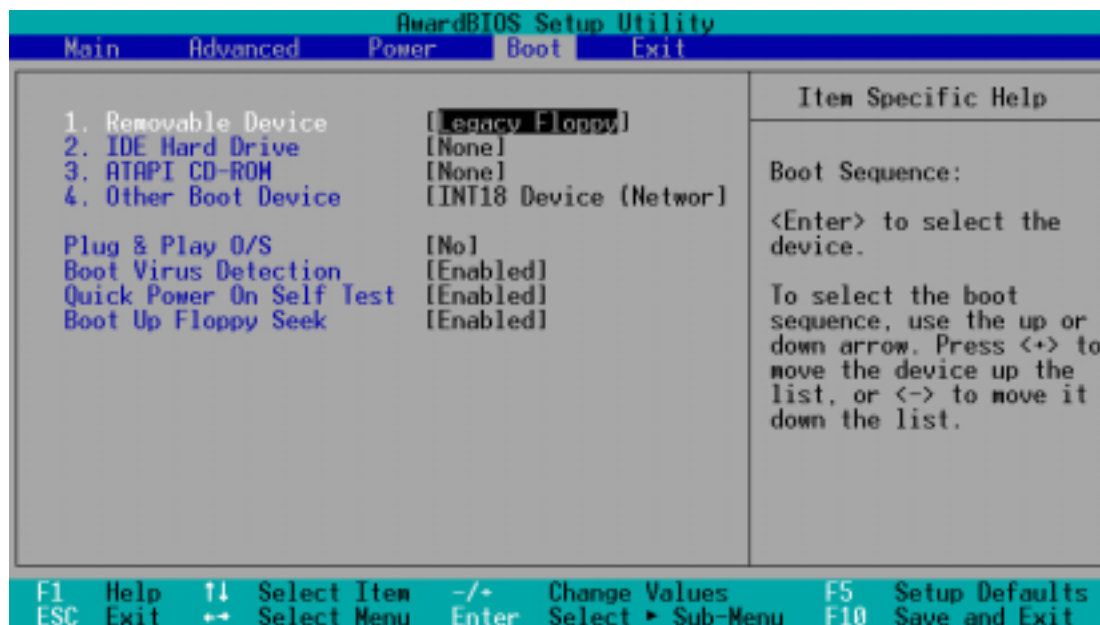 AwardBIOS Setup Utility
Main Advanced Power Boot Exit
1. Removable Device [Legacy Floppy]
2. IDE Hard Drive [None]
3. ATAPI CD-ROM [None]
4. Other Boot Device [INT18 Device (Networ]
Plug & Play O/S [No]
Boot Virus Detection [Enabled]
Quick Power On Self Test [Enabled]
Boot Up Floppy Seek [Enabled]
Item Specific Help
Boot Sequence:
<Enter> to select the
device.
To select the boot
sequence, use the up or
down arrow. Press <+> to
move the device up the
list, or <-> to move it
down the list.
F1 Help ↑↓ Select Item -/+ Change Values F5 Setup Defaults
ESC Exit ←→ Select Menu Enter Select ► Sub-Menu F10 Save and Exit